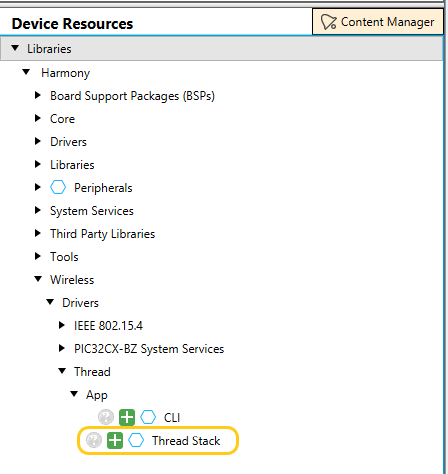 Device Resources
Content Manager
Libraries
Harmony
Board Support Packages (BSPs)
Core
Drivers
Libraries
Peripherals
System Services
Third Party Libraries
Tools
Wireless
Drivers
IEEE 802.15.4
PIC32CX-BZ System Services
Thread
App
? CLI
? Thread Stack